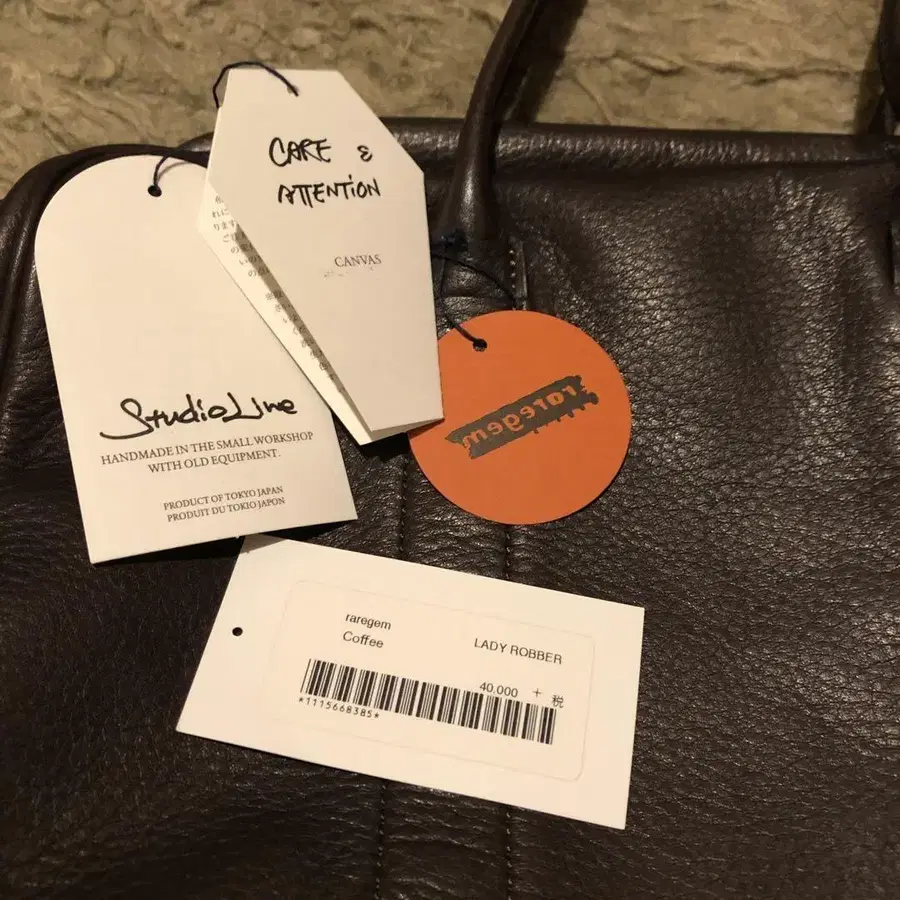 CARE &
ATTENTION
CANVAS
StudioLine
HANDMADE IN THE SMALL WORKSHOP
WITH OLD EQUIPMENT.
PRODUCT OF TOKYO JAPAN
PRODUIT DU TOKIO JAPON
raregem
raregem
Coffee
LADY ROBBER
40,000 + 税
*1115668385*